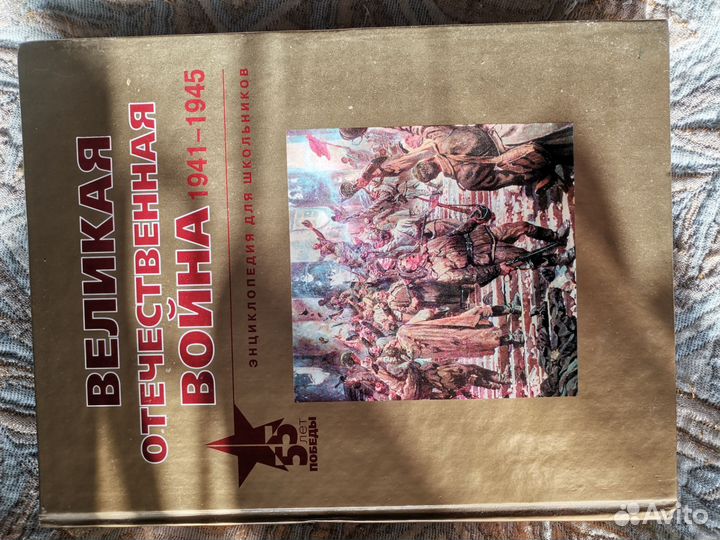 ВЕЛИКАЯ
ОТЕЧЕСТВЕННАЯ
ВОЙНА 1941–1945
ЭНЦИКЛОПЕДИЯ ДЛЯ ШКОЛЬНИКОВ
55 лет
ПОБЕДЫ
Avito